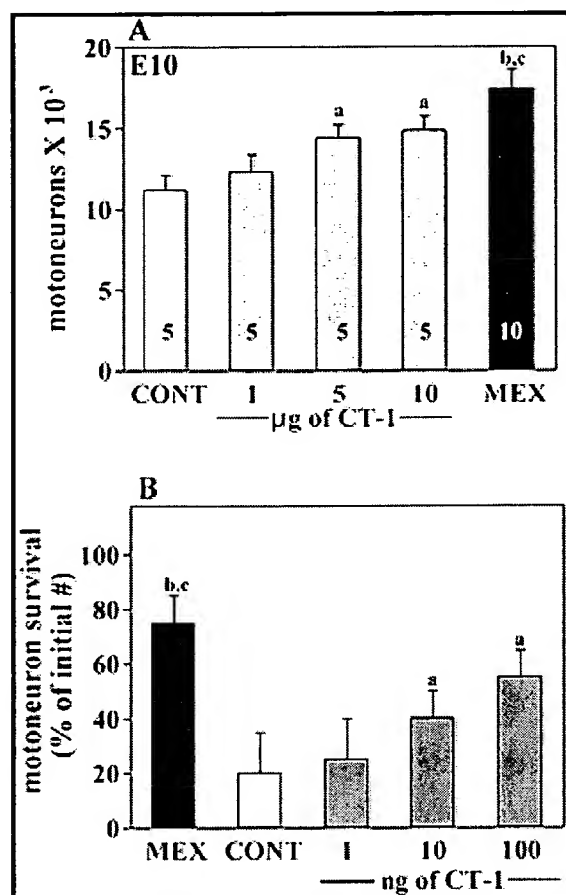 A
E10
motoneurons X 10⁻³
20
15
10
5
0
a
a
b,c
5
5
5
5
10
CONT 1 5 10 MEX
μg of CT-1
B
motoneuron survival
(% of initial #)
100
80
60
40
20
0
b,c
a
a
MEX CONT 1 10 100
ng of CT-1